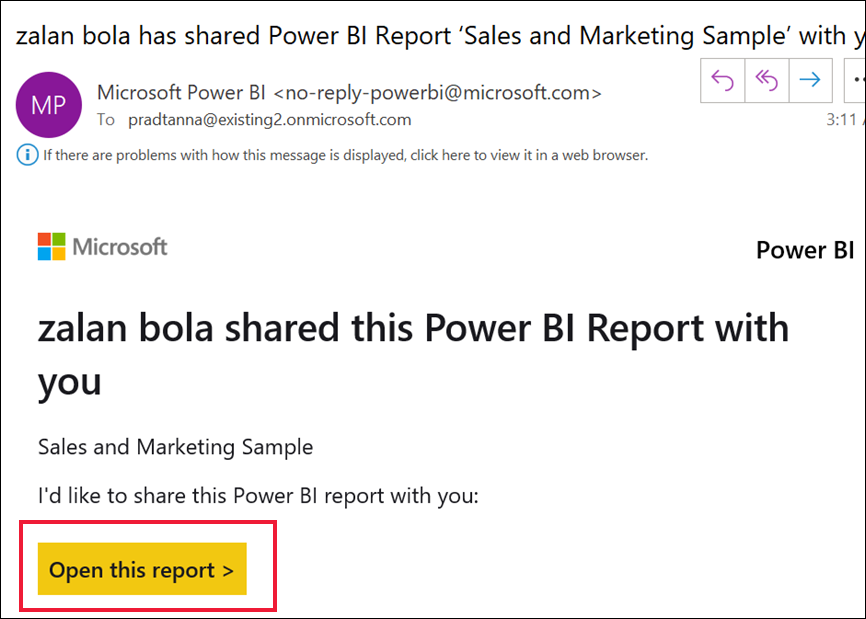 zalan bola has shared Power BI Report ‘Sales and Marketing Sample’ with y
MP
Microsoft Power BI <no-reply-powerbi@microsoft.com>
To pradtanna@existing2.onmicrosoft.com
3:11
If there are problems with how this message is displayed, click here to view it in a web browser.
Microsoft
Power BI
zalan bola shared this Power BI Report with
you
Sales and Marketing Sample
I'd like to share this Power BI report with you:
Open this report >